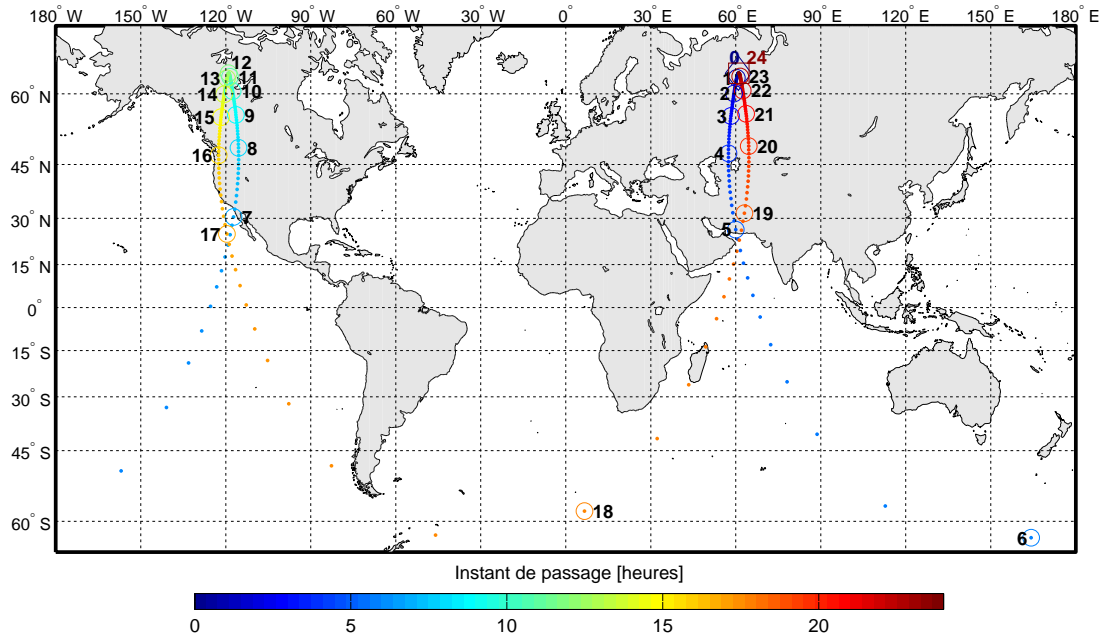 180° W 150° W 120° W 90° W 60° W 30° W 0° 30° E 60° E 90° E 120° E 150° E 180° E
12
0 24
13 11
1 23
14 10
2 22
60° N
15 9
3 21
16 8
4 20
45° N
7
19
30° N
17
5
15° N
0°
15° S
30° S
45° S
18
60° S
6
Instant de passage [heures]
0 5 10 15 20